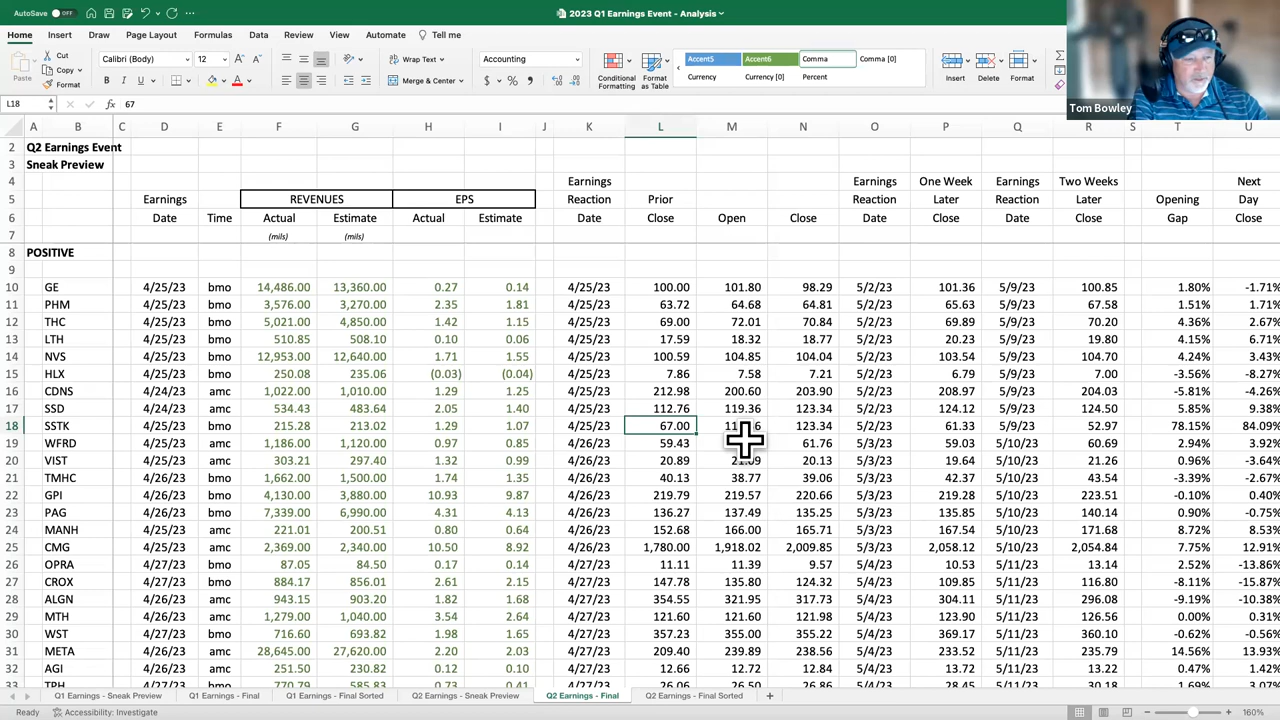 AutoSave OFF 2023 Q1 Earnings Event - Analysis
Home Insert Draw Page Layout Formulas Data Review View Automate Tell me
Paste Cut Copy Format Calibri (Body) 12 Wrap Text Accounting Accent5 Accent6 Comma Comma [0]
B I U Merge & Center $ % Conditional Formatting Format as Table Currency Currency [0] Percent Insert Delete Format
Tom Bowley
L18 fx 67
A B C D E F G H I J K L M N O P Q R S T U
2 Q2 Earnings Event
3 Sneak Preview
4 Earnings Earnings One Week Earnings Two Weeks Next
5 Earnings REVENUES EPS Reaction Prior Reaction Later Reaction Later Opening Day
6 Date Time Actual Estimate Actual Estimate Date Close Open Close Date Close Date Close Gap Close
7 (mils) (mils)
8 POSITIVE
9
10 GE 4/25/23 bmo 14,486.00 13,360.00 0.27 0.14 4/25/23 100.00 101.80 98.29 5/2/23 101.36 5/9/23 100.85 1.80% -1.71%
11 PHM 4/25/23 bmo 3,576.00 3,270.00 2.35 1.81 4/25/23 63.72 64.68 64.81 5/2/23 65.63 5/9/23 67.58 1.51% 1.71%
12 THC 4/25/23 bmo 5,021.00 4,850.00 1.42 1.15 4/25/23 69.00 72.01 70.84 5/2/23 69.89 5/9/23 70.20 4.36% 2.67%
13 LTH 4/25/23 bmo 510.85 508.10 0.10 0.06 4/25/23 17.59 18.32 18.77 5/2/23 20.23 5/9/23 19.80 4.15% 6.71%
14 NVS 4/25/23 bmo 12,953.00 12,640.00 1.71 1.55 4/25/23 100.59 104.85 104.04 5/2/23 103.54 5/9/23 104.70 4.24% 3.43%
15 HLX 4/25/23 bmo 250.08 235.06 (0.03) (0.04) 4/25/23 7.86 7.58 7.21 5/2/23 6.79 5/9/23 7.00 -3.56% -8.27%
16 CDNS 4/24/23 amc 1,022.00 1,010.00 1.29 1.25 4/25/23 212.98 200.60 203.90 5/2/23 208.97 5/9/23 204.03 -5.81% -4.26%
17 SSD 4/24/23 amc 534.43 483.64 2.05 1.40 4/25/23 112.76 119.36 123.34 5/2/23 124.12 5/9/23 124.50 5.85% 9.38%
18 SSTK 4/25/23 bmo 215.28 213.02 1.29 1.07 4/25/23 67.00 123.34 5/2/23 61.33 5/9/23 52.97 78.15% 84.09%
19 WFRD 4/26/23 bmo 1,186.00 1,120.00 0.97 0.85 4/26/23 59.43 61.76 5/3/23 59.03 5/10/23 60.69 2.94% 3.92%
20 VIST 4/25/23 amc 303.21 297.40 1.32 0.99 4/26/23 20.89 20.13 5/3/23 19.64 5/10/23 21.26 0.96% -3.64%
21 TMHC 4/26/23 bmo 1,662.00 1,500.00 1.74 1.35 4/26/23 40.13 38.77 39.06 5/3/23 42.37 5/10/23 43.54 -3.39% -2.67%
22 GPI 4/26/23 bmo 4,130.00 3,880.00 10.93 9.87 4/26/23 219.79 219.57 220.66 5/3/23 219.28 5/10/23 223.51 -0.10% 0.40%
23 PAG 4/26/23 bmo 7,339.00 6,990.00 4.31 4.13 4/26/23 136.27 137.49 135.25 5/3/23 135.85 5/10/23 140.14 0.90% -0.75%
24 MANH 4/25/23 amc 221.01 200.51 0.80 0.64 4/26/23 152.68 166.00 165.71 5/3/23 167.54 5/10/23 171.68 8.72% 8.53%
25 CMG 4/25/23 amc 2,369.00 2,340.00 10.50 8.92 4/26/23 1,780.00 1,918.02 2,009.85 5/3/23 2,058.12 5/10/23 2,054.84 7.75% 12.91%
26 OPRA 4/27/23 bmo 87.05 84.50 0.17 0.14 4/27/23 11.11 11.39 9.57 5/4/23 10.53 5/11/23 13.14 2.52% -13.86%
27 CROX 4/27/23 bmo 884.17 856.01 2.61 2.15 4/27/23 147.78 135.80 124.32 5/4/23 109.85 5/11/23 116.80 -8.11% -15.87%
28 ALGN 4/26/23 amc 943.15 903.20 1.82 1.68 4/27/23 354.55 321.95 317.73 5/4/23 304.11 5/11/23 296.08 -9.19% -10.38%
29 MTH 4/26/23 amc 1,279.00 1,040.00 3.54 2.64 4/27/23 121.60 121.60 121.98 5/4/23 123.90 5/11/23 126.56 0.00% 0.31%
30 WST 4/27/23 bmo 716.60 693.82 1.98 1.65 4/27/23 357.23 355.00 355.22 5/4/23 369.17 5/11/23 360.10 -0.62% -0.56%
31 META 4/26/23 amc 28,645.00 27,620.00 2.20 2.03 4/27/23 209.40 239.89 238.56 5/4/23 233.52 5/11/23 235.79 14.56% 13.93%
32 AGI 4/26/23 amc 251.50 230.82 0.12 0.10 4/27/23 12.66 12.72 12.84 5/4/23 13.72 5/11/23 13.22 0.47% 1.42%
Q1 Earnings - Sneak Preview Q1 Earnings - Final Q1 Earnings - Final Sorted Q2 Earnings - Sneak Preview Q2 Earnings - Final Q2 Earnings - Final Sorted +
Ready Accessibility: Investigate 160%